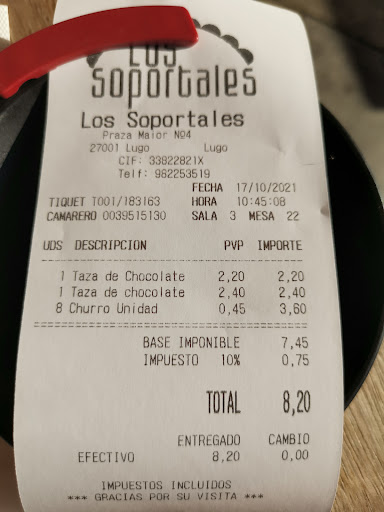 LOS
soportales
Los Soportales
Praza Maior Nº4
27001 Lugo Lugo
CIF: 33822821X
Telf: 962253519
FECHA 17/10/2021
TIQUET T001/183163 HORA 10:45:08
CAMARERO 0039515130 SALA 3 MESA 22
UDS DESCRIPCION PVP IMPORTE
1 Taza de Chocolate 2,20 2,20
1 Taza de chocolate 2,40 2,40
8 Churro Unidad 0,45 3,60
BASE IMPONIBLE 7,45
IMPUESTO 10% 0,75
TOTAL 8,20
ENTREGADO CAMBIO
EFECTIVO 8,20 0,00
IMPUESTOS INCLUIDOS
*** GRACIAS POR SU VISITA ***